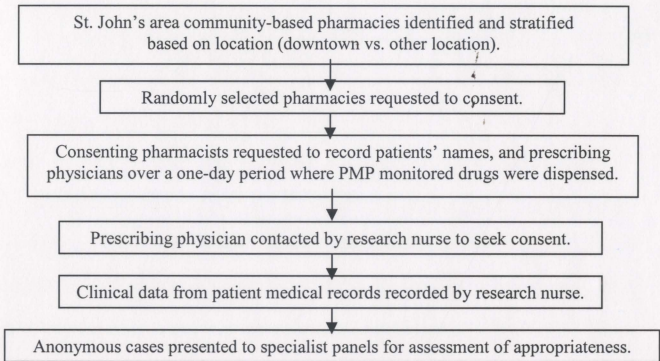 St. John's area community-based pharmacies identified and stratified
based on location (downtown vs. other location).
Randomly selected pharmacies requested to consent.
Consenting pharmacists requested to record patients' names, and prescribing
physicians over a one-day period where PMP monitored drugs were dispensed.
Prescribing physician contacted by research nurse to seek consent.
Clinical data from patient medical records recorded by research nurse.
Anonymous cases presented to specialist panels for assessment of appropriateness.